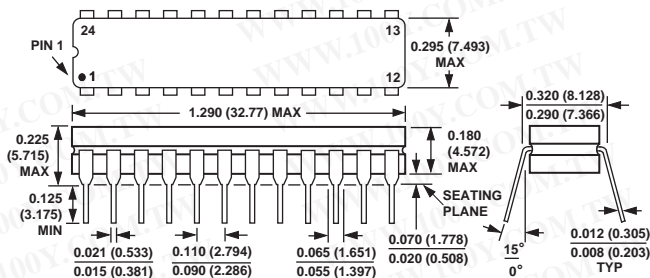 24
13
PIN 1
1
12
0.295 (7.493)
MAX
1.290 (32.77) MAX
0.225
(5.715)
MAX
0.125
(3.175)
MIN
0.180
(4.572)
MAX
SEATING
PLANE
0.021 (0.533)
0.015 (0.381)
0.110 (2.794)
0.090 (2.286)
0.065 (1.651)
0.055 (1.397)
0.070 (1.778)
0.020 (0.508)
0.320 (8.128)
0.290 (7.366)
15°
0°
0.012 (0.305)
0.008 (0.203)
TYP
WWW.100Y.COM.TW